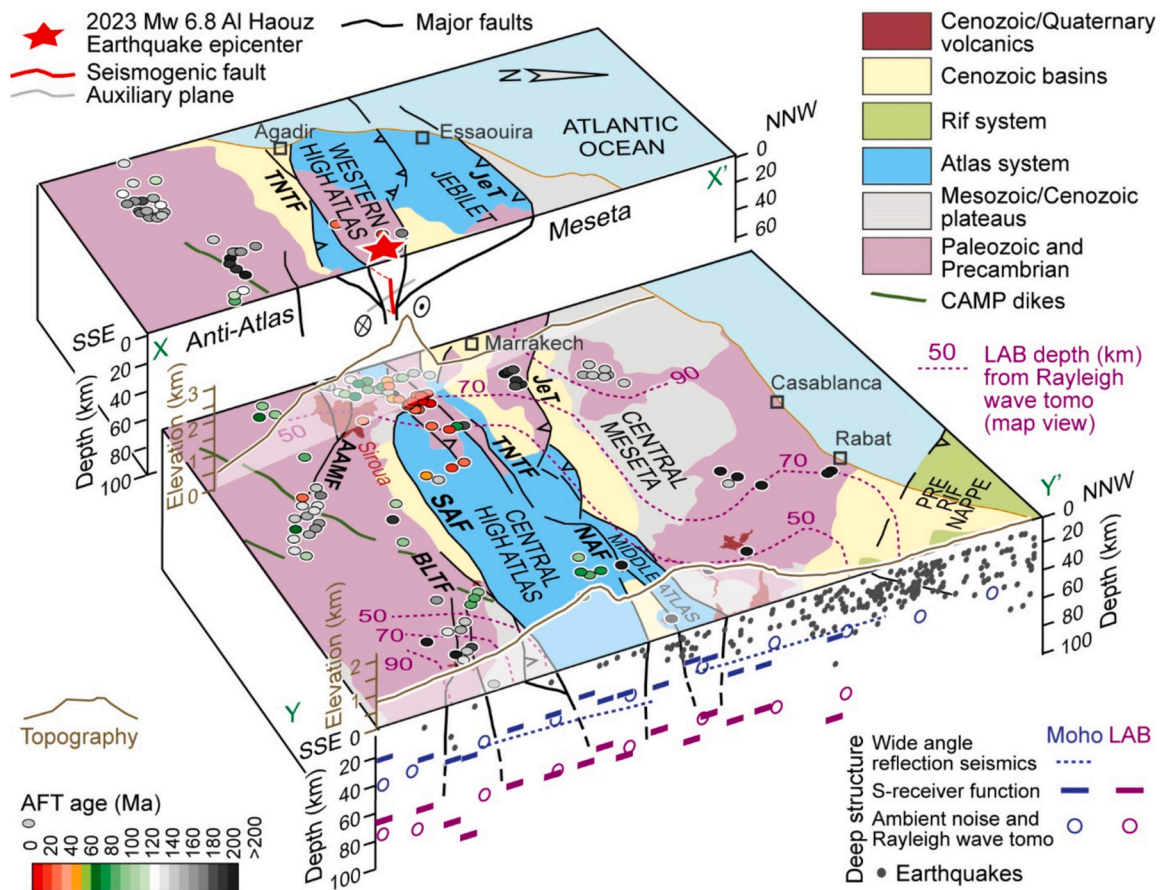 2023 Mw 6.8 Al Haouz
Earthquake epicenter
Major faults
Seismogenic fault
Auxiliary plane
Cenozoic/Quaternary
volcanics
Cenozoic basins
Rif system
Atlas system
Mesozoic/Cenozoic
plateaus
Paleozoic and
Precambrian
CAMP dikes
50
LAB depth (km)
from Rayleigh
wave tomo
(map view)
N
Agadir
Essaouira
ATLANTIC
OCEAN
NNW
0
20
40
60
X'
TNTF
WESTERN
HIGH ATLAS
JeT
JEBILET
Meseta
SSE
X
Anti-Atlas
0
20
40
60
80
100
Depth (km)
Elevation (km)
3
2
1
0
Marrakech
Casablanca
Rabat
50
70
90
JeT
CENTRAL
MESETA
AAMF
Siroua
TNTF
SAF
CENTRAL
HIGH ATLAS
NAF
MIDDLE
ATLAS
BLTF
70
50
PRE
RIF
NAPPE
Y'
NNW
0
20
40
60
80
100
Depth (km)
50
70
90
Elevation (km)
2
1
Y
SSE
0
20
40
60
80
100
Depth (km)
Topography
AFT age (Ma)
0
20
40
60
80
100
120
140
160
180
200
>200
Deep structure
Moho LAB
Wide angle
reflection seismics
S-receiver function
Ambient noise and
Rayleigh wave tomo
Earthquakes